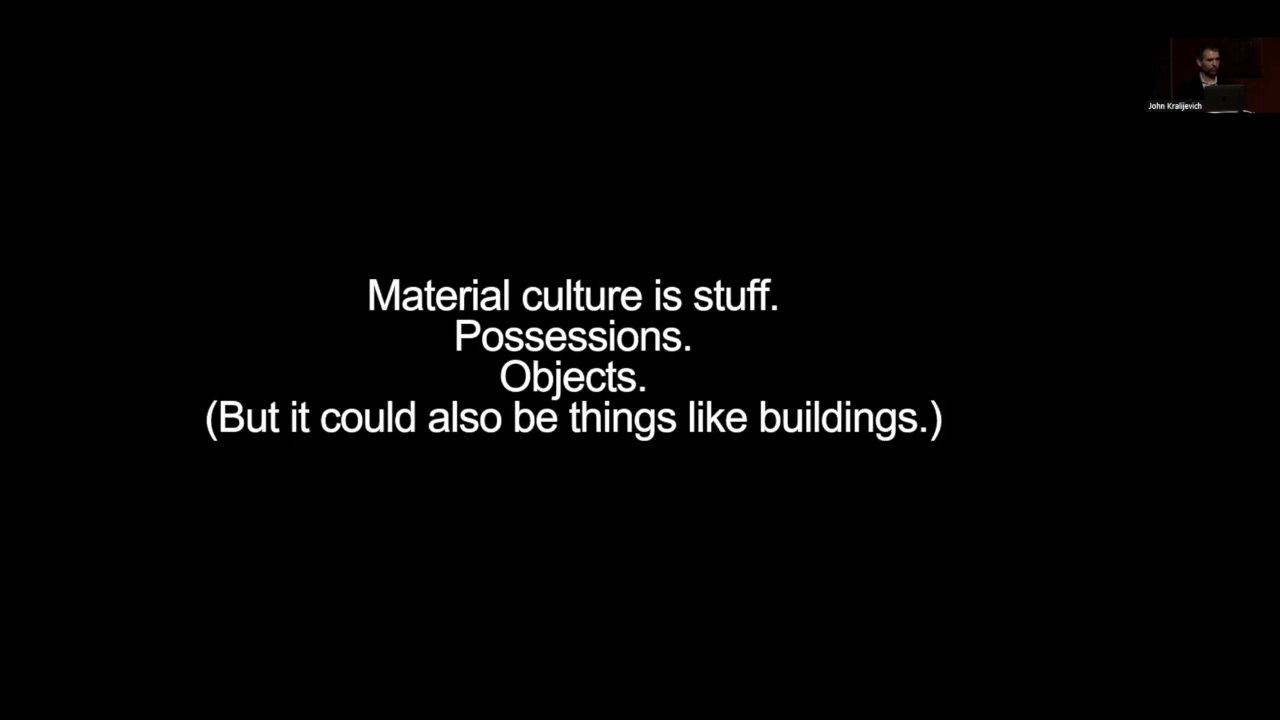 John Kralijevich
Material culture is stuff.
Possessions.
Objects.
(But it could also be things like buildings.)